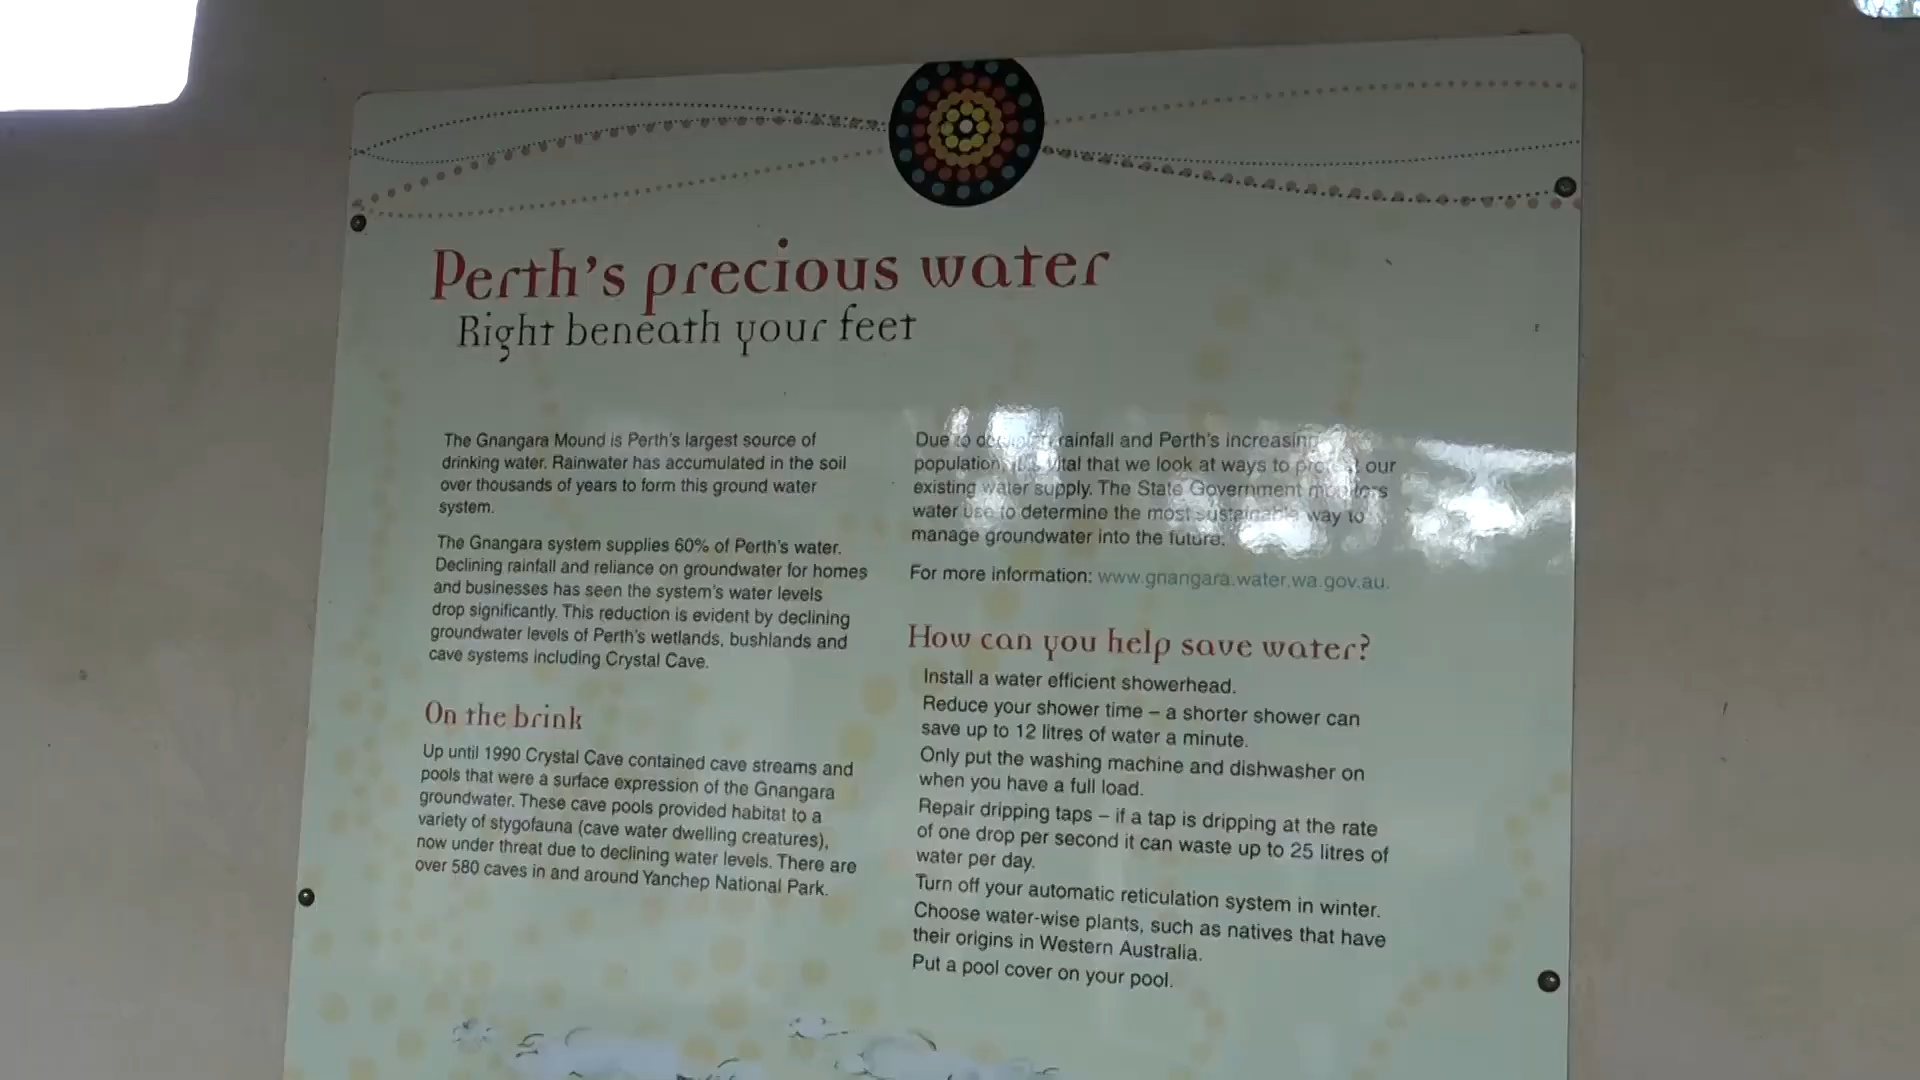 Perth's precious water
Right beneath your feet
The Gnangara Mound is Perth's largest source of
drinking water. Rainwater has accumulated in the soil
over thousands of years to form this ground water
system.
The Gnangara system supplies 60% of Perth's water.
Declining rainfall and reliance on groundwater for homes
and businesses has seen the system's water levels
drop significantly. This reduction is evident by declining
groundwater levels of Perth's wetlands, bushlands and
cave systems including Crystal Cave.
On the brink
Up until 1990 Crystal Cave contained cave streams and
pools that were a surface expression of the Gnangara
groundwater. These cave pools provided habitat to a
variety of stygofauna (cave water dwelling creatures),
now under threat due to declining water levels. There are
over 580 caves in and around Yanchep National Park.
Due to rainfall and Perth's increasing
population, vital that we look at ways to protect our
existing water supply. The State Government monitors
water use to determine the most sustainable way to
manage groundwater into the future.
For more information: www.gnangara.water.wa.gov.au.
How can you help save water?
Install a water efficient showerhead.
Reduce your shower time – a shorter shower can
save up to 12 litres of water a minute.
Only put the washing machine and dishwasher on
when you have a full load.
Repair dripping taps – if a tap is dripping at the rate
of one drop per second it can waste up to 25 litres of
water per day.
Turn off your automatic reticulation system in winter.
Choose water-wise plants, such as natives that have
their origins in Western Australia.
Put a pool cover on your pool.